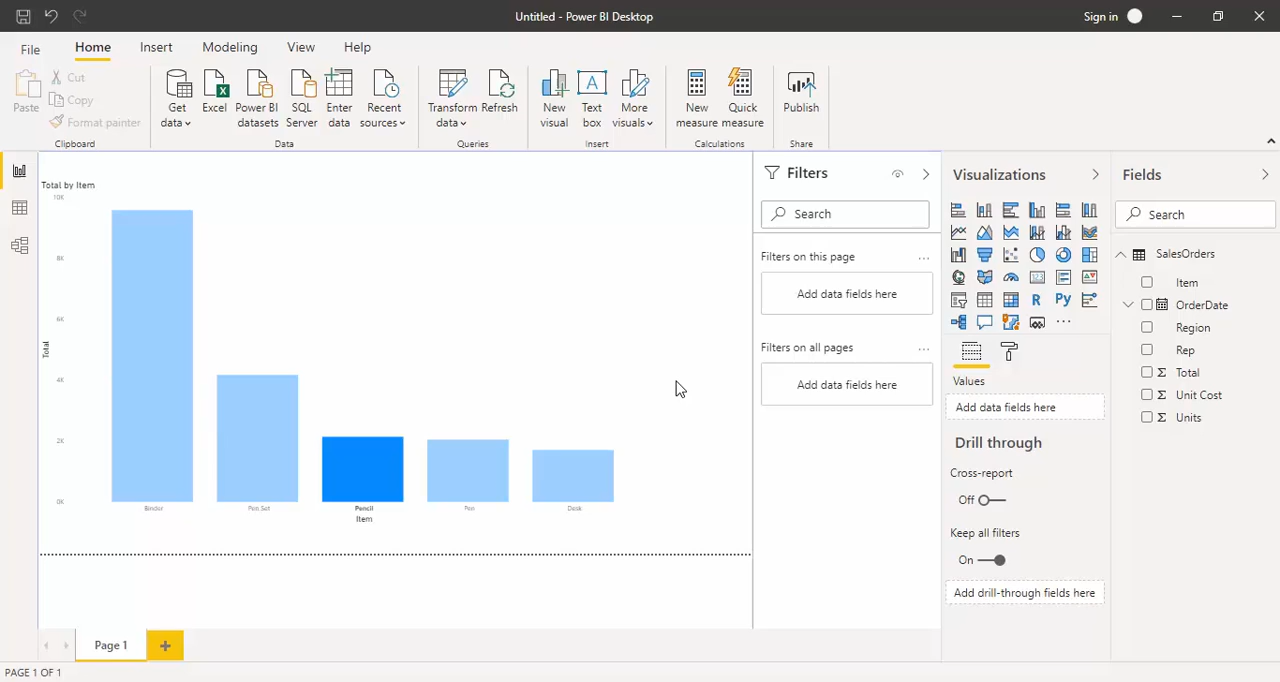 Untitled - Power BI Desktop
Sign in
File
Home
Insert
Modeling
View
Help
Paste
Cut
Copy
Format painter
Clipboard
Get data
Excel
Power BI datasets
SQL Server
Enter data
Recent sources
Data
Transform data
Refresh
Queries
New visual
A
Text box
More visuals
Insert
New measure
Quick measure
Calculations
Publish
Share
Total by Item
10K
8K
6K
4K
2K
0K
Total
Binder
Pen Set
Pencil
Pen
Desk
Item
Filters
Search
Filters on this page
...
Add data fields here
Filters on all pages
...
Add data fields here
Visualizations
123
R
Py
...
Values
Add data fields here
Drill through
Cross-report
Off
Keep all filters
On
Add drill-through fields here
Fields
Search
SalesOrders
Item
OrderDate
Region
Rep
Σ Total
Σ Unit Cost
Σ Units
Page 1
+
PAGE 1 OF 1